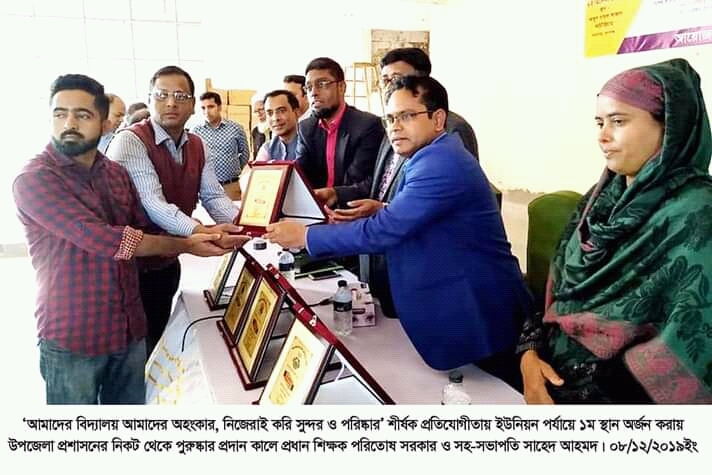 আয়োজ
‘আমাদের বিদ্যালয় আমাদের অহংকার, নিজেরাই করি সুন্দর ও পরিষ্কার’ শীর্ষক প্রতিযোগীতায় ইউনিয়ন পর্যায়ে ১ম স্থান অর্জন করায়
উপজেলা প্রশাসনের নিকট থেকে পুরুষ্কার প্রদান কালে প্রধান শিক্ষক পরিতোষ সরকার ও সহ-সভাপতি সাহেদ আহমদ। ০৮/১২/২০১৯ইং